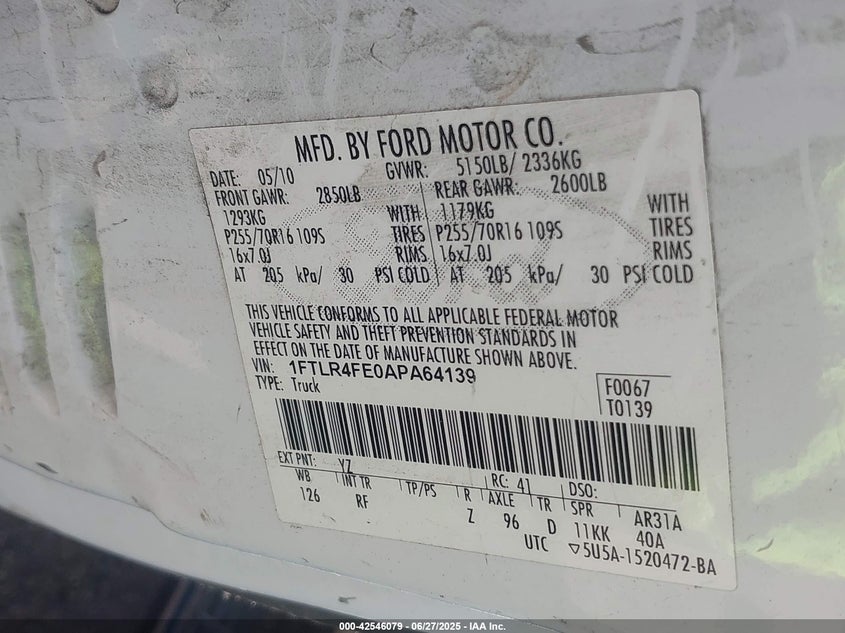 MFD. BY FORD MOTOR CO.
DATE: 05/10 GVWR: 5150LB/ 2336KG
FRONT GAWR: 2850LB REAR GAWR: 2600LB
1293KG WITH 1179KG WITH
P255/70R16 109S TIRES P255/70R16 109S TIRES
16x7.0J RIMS 16x7.0J RIMS
AT 205 kPa/ 30 PSI COLD AT 205 kPa/ 30 PSI COLD
THIS VEHICLE CONFORMS TO ALL APPLICABLE FEDERAL MOTOR
VEHICLE SAFETY AND THEFT PREVENTION STANDARDS IN
EFFECT ON THE DATE OF MANUFACTURE SHOWN ABOVE.
VIN: 1FTLR4FE0APA64139
TYPE: Truck
F0067
T0139
EXT PNT: YZ RC: 41 DSO:
WB INT TR TP/PS R AXLE TR SPR AR31A
126 RF Z 96 D 11KK 40A
UTC ▽5U5A-1520472-BA
000-42546079 - 06/27/2025 - IAA Inc.